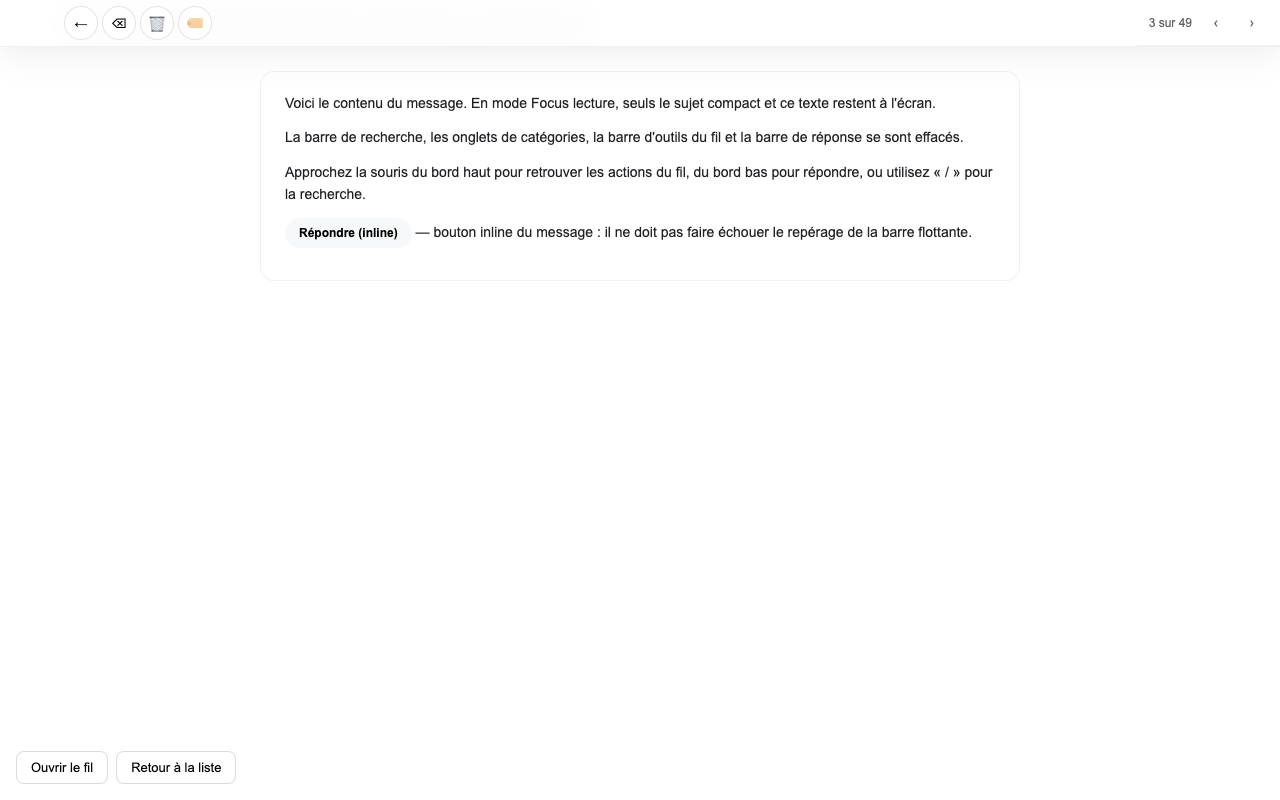 3 sur 49
Voici le contenu du message. En mode Focus lecture, seuls le sujet compact et ce texte restent à l'écran.
La barre de recherche, les onglets de catégories, la barre d'outils du fil et la barre de réponse se sont effacés.
Approchez la souris du bord haut pour retrouver les actions du fil, du bord bas pour répondre, ou utilisez « / » pour
la recherche.
Répondre (inline) — bouton inline du message : il ne doit pas faire échouer le repérage de la barre flottante.
Ouvrir le fil
Retour à la liste